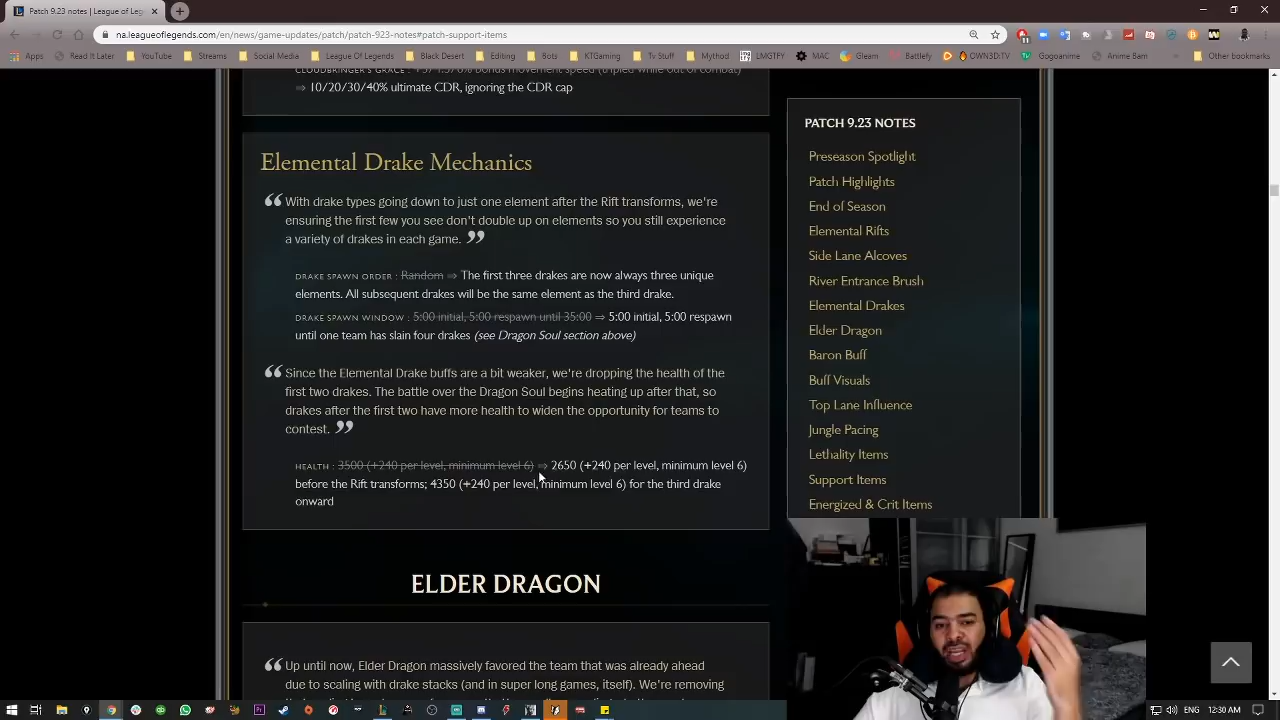 Patch 9.23 notes | League of Leg
na.leagueoflegends.com/en/news/game-updates/patch/patch-923-notes#patch-support-items
Apps Read It Later YouTube Streams Social Media League Of Legends Black Desert Editing Bots KTGaming Tv Stuff Mythod LMGTFY MAC Gleam Battlefy OWN3D.TV Gogoanime Anime Bam Other bookmarks
⇒ 10/20/30/40% ultimate CDR, ignoring the CDR cap
Elemental Drake Mechanics
With drake types going down to just one element after the Rift transforms, we're
ensuring the first few you see don't double up on elements so you still experience
a variety of drakes in each game.
DRAKE SPAWN ORDER : Random ⇒ The first three drakes are now always three unique
elements. All subsequent drakes will be the same element as the third drake.
DRAKE SPAWN WINDOW : 5:00 initial, 5:00 respawn until 35:00 ⇒ 5:00 initial, 5:00 respawn
until one team has slain four drakes (see Dragon Soul section above)
Since the Elemental Drake buffs are a bit weaker, we're dropping the health of the
first two drakes. The battle over the Dragon Soul begins heating up after that, so
drakes after the first two have more health to widen the opportunity for teams to
contest.
HEALTH : 3500 (+240 per level, minimum level 6) ⇒ 2650 (+240 per level, minimum level 6)
before the Rift transforms; 4350 (+240 per level, minimum level 6) for the third drake
onward
ELDER DRAGON
Up until now, Elder Dragon massively favored the team that was already ahead
due to scaling with drake stacks (and in super long games, itself). We're removing
PATCH 9.23 NOTES
Preseason Spotlight
Patch Highlights
End of Season
Elemental Rifts
Side Lane Alcoves
River Entrance Brush
Elemental Drakes
Elder Dragon
Baron Buff
Buff Visuals
Top Lane Influence
Jungle Pacing
Lethality Items
Support Items
Energized & Crit Items
ENG 12:30 AM